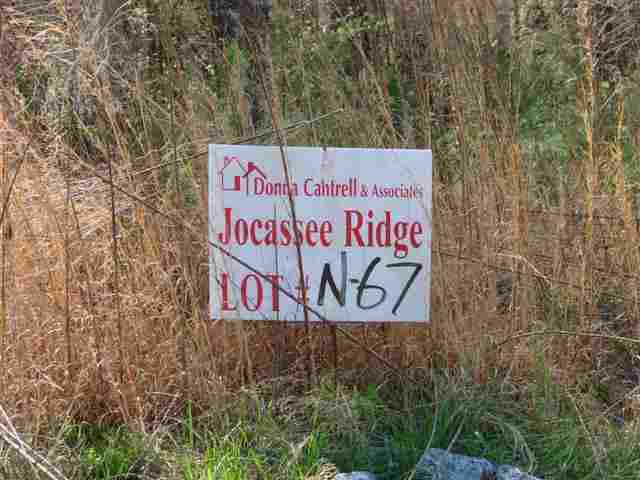 Donna Cantrell & Associates
Jocassee Ridge
LOT # N-67